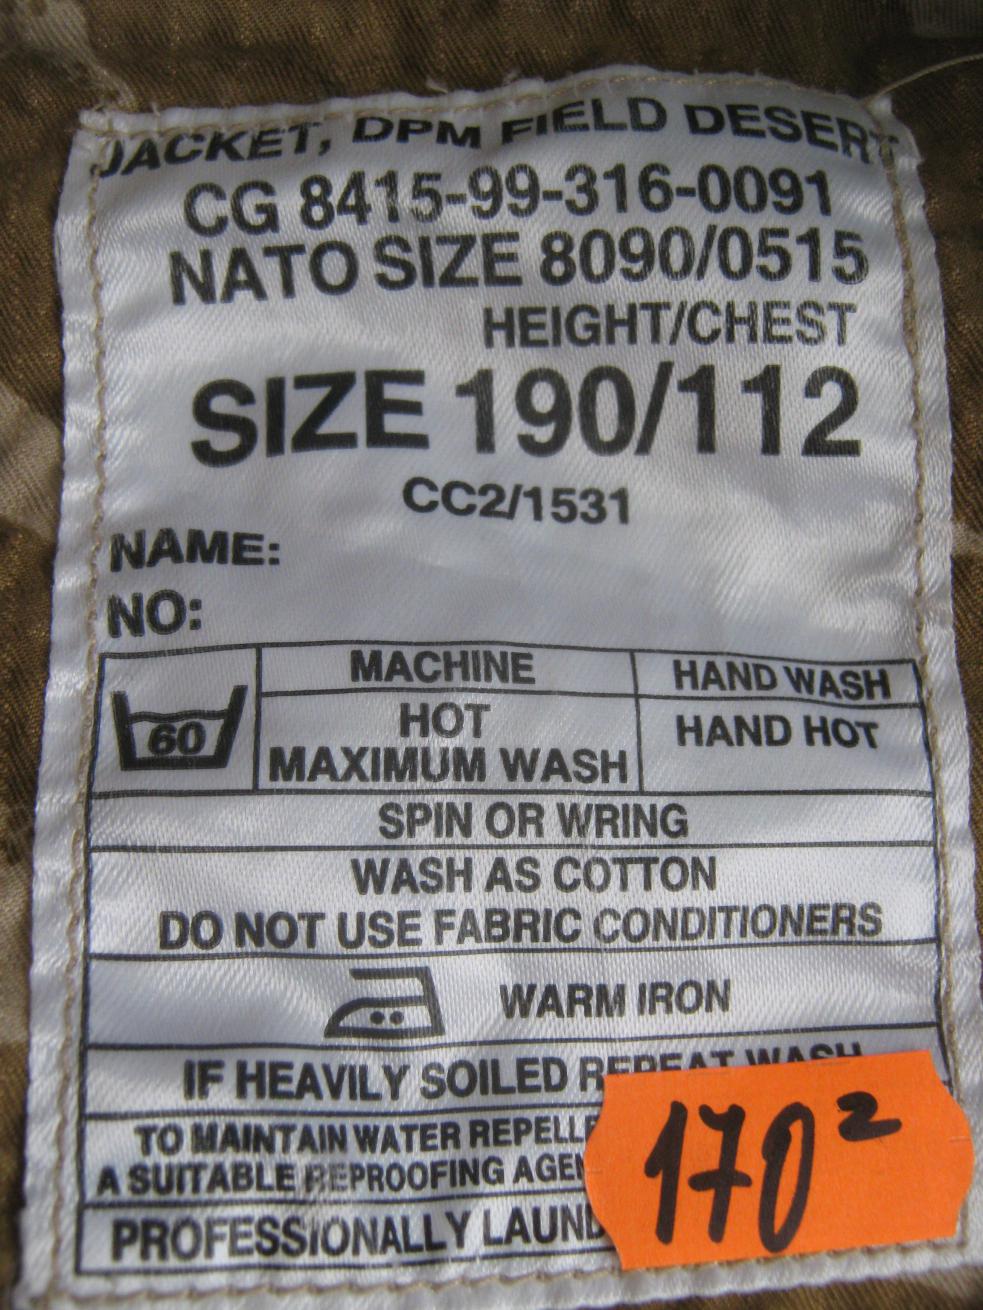 JACKET, DPM FIELD DESERT
CG 8415-99-316-0091
NATO SIZE 8090/0515
HEIGHT/CHEST
SIZE 190/112
CC2/1531
NAME:
NO:
60
MACHINE
HAND WASH
HOT
MAXIMUM WASH
HAND HOT
SPIN OR WRING
WASH AS COTTON
DO NOT USE FABRIC CONDITIONERS
WARM IRON
IF HEAVILY SOILED REPEAT WASH
TO MAINTAIN WATER
A SUITABLE REPROOFING
PROFESSIONALLY
170²